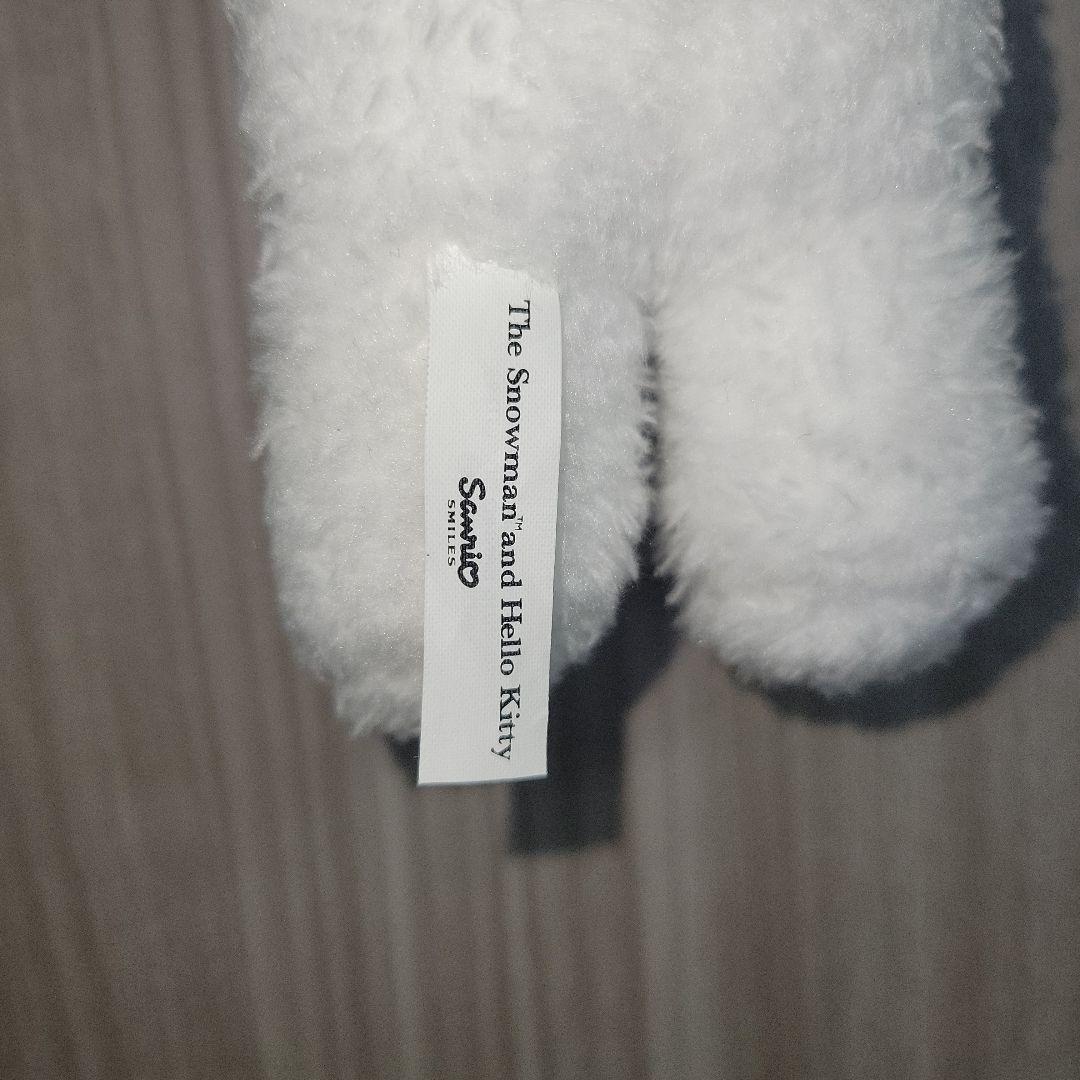 The Snowman™ and Hello Kitty
Sanrio
SMILES